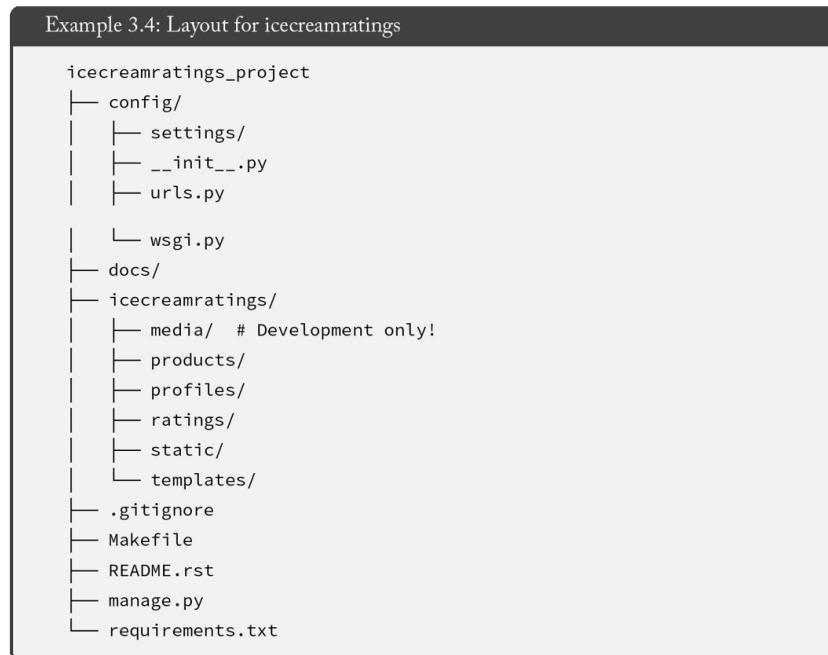 Example 3.4: Layout for icecreamratings
icecreamratings_project
├── config/
│   ├── settings/
│   ├── __init__.py
│   ├── urls.py
│   └── wsgi.py
├── docs/
├── icecreamratings/
│   ├── media/  # Development only!
│   ├── products/
│   ├── profiles/
│   ├── ratings/
│   ├── static/
│   └── templates/
├── .gitignore
├── Makefile
├── README.rst
├── manage.py
└── requirements.txt